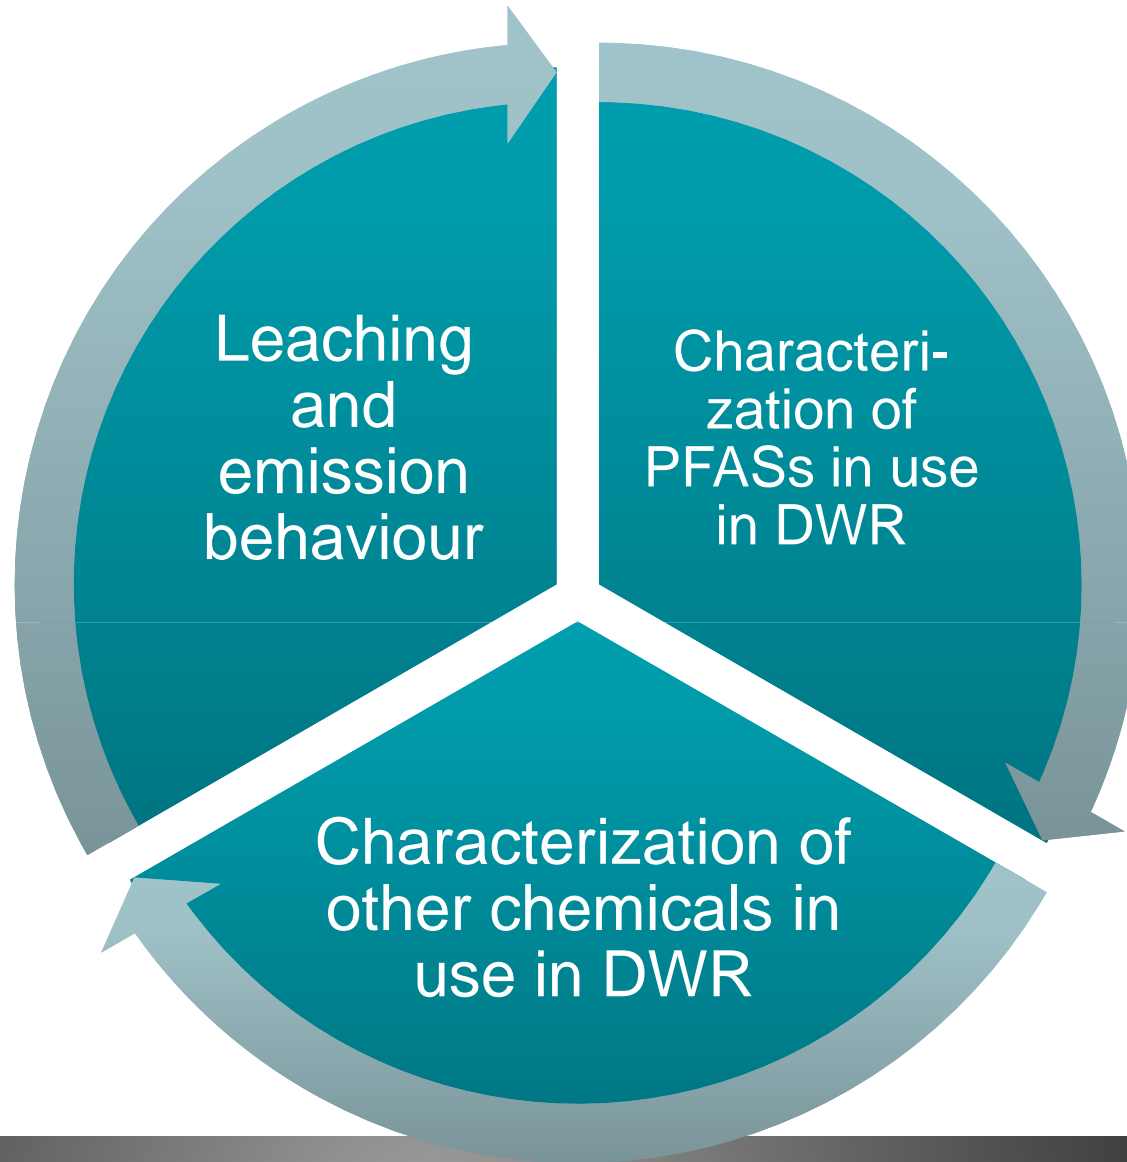 Leaching
and
emission
behaviour
Characteri-
zation of
PFASs in use
in DWR
Characterization of
other chemicals in
use in DWR